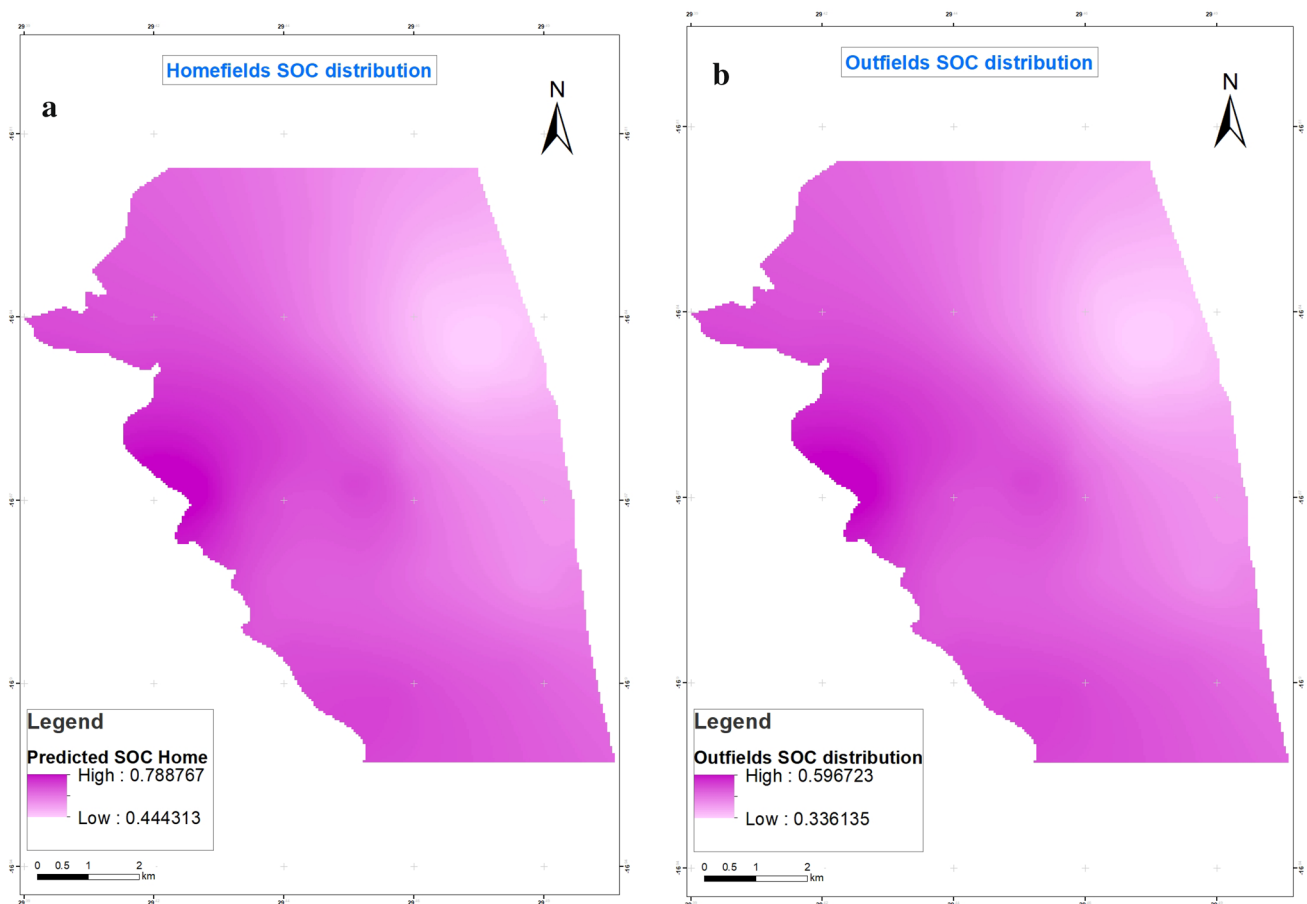 a
Homefields SOC distribution
N
Legend
Predicted SOC Home
High : 0.788767
Low : 0.444313
0 0.5 1 2
km
b
Outfields SOC distribution
N
Legend
Outfields SOC distribution
High : 0.596723
Low : 0.336135
0 0.5 1 2
km